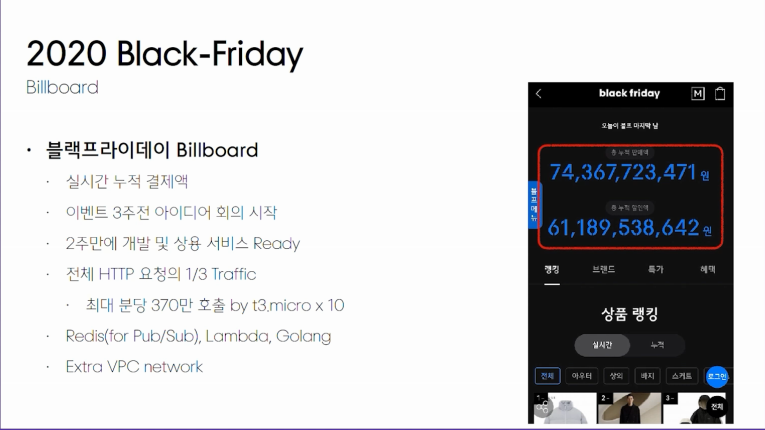 2020 Black-Friday
Billboard
• 블랙프라이데이 Billboard
· 실시간 누적 결제액
· 이벤트 3주전 아이디어 회의 시작
· 2주만에 개발 및 상용 서비스 Ready
· 전체 HTTP 요청의 1/3 Traffic
· 최대 분당 370만 호출 by t3.micro x 10
· Redis(for Pub/Sub), Lambda, Golang
· Extra VPC network
black friday
M
오늘이 블프 마지막 날
총 누적 판매액
74,367,723,471 원
총 누적 할인액
61,189,538,642 원
블프메뉴
랭킹 브랜드 특가 혜택
상품 랭킹
실시간 누적
전체 아우터 상의 바지 스커트 로그인
1 2 3
전체